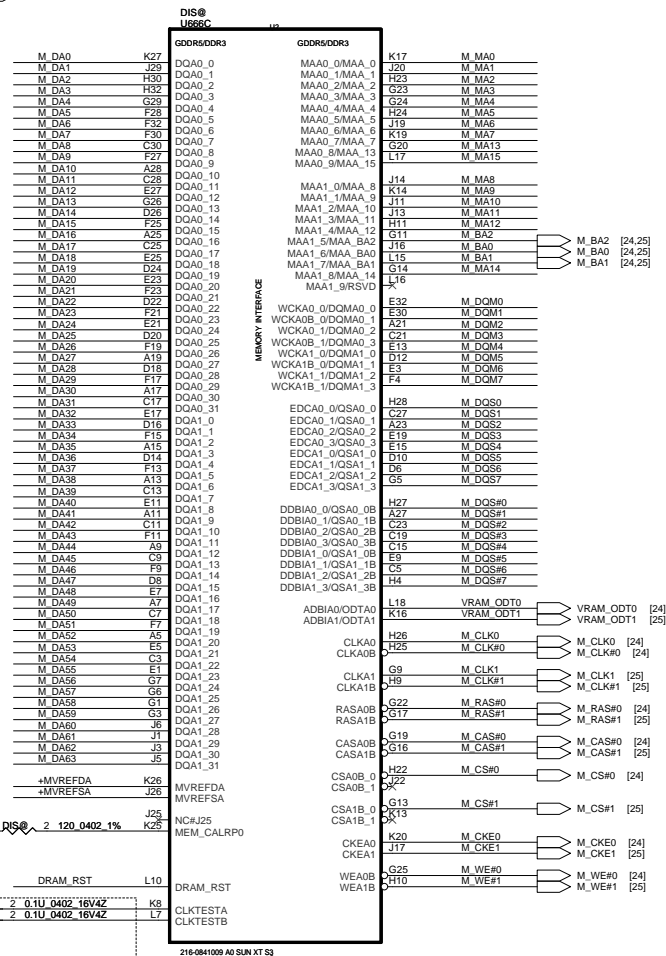 DIS@
U666C
GDDR5/DDR3 GDDR5/DDR3
M_DA0 K27 DQA0_0
M_DA1 J29 DQA0_1
M_DA2 H30 DQA0_2
M_DA3 H32 DQA0_3
M_DA4 G29 DQA0_4
M_DA5 F28 DQA0_5
M_DA6 F32 DQA0_6
M_DA7 F30 DQA0_7
M_DA8 C30 DQA0_8
M_DA9 F27 DQA0_9
M_DA10 A28 DQA0_10
M_DA11 C28 DQA0_11
M_DA12 E27 DQA0_12
M_DA13 G26 DQA0_13
M_DA14 D26 DQA0_14
M_DA15 F25 DQA0_15
M_DA16 A25 DQA0_16
M_DA17 C25 DQA0_17
M_DA18 E25 DQA0_18
M_DA19 D24 DQA0_19
M_DA20 E23 DQA0_20
M_DA21 F23 DQA0_21
M_DA22 D22 DQA0_22
M_DA23 F21 DQA0_23
M_DA24 E21 DQA0_24
M_DA25 D20 DQA0_25
M_DA26 F19 DQA0_26
M_DA27 A19 DQA0_27
M_DA28 D18 DQA0_28
M_DA29 F17 DQA0_29
M_DA30 A17 DQA0_30
M_DA31 C17 DQA0_31
M_DA32 E17 DQA1_0
M_DA33 D16 DQA1_1
M_DA34 F15 DQA1_2
M_DA35 A15 DQA1_3
M_DA36 D14 DQA1_4
M_DA37 F13 DQA1_5
M_DA38 A13 DQA1_6
M_DA39 C13 DQA1_7
M_DA40 E11 DQA1_8
M_DA41 A11 DQA1_9
M_DA42 C11 DQA1_10
M_DA43 F11 DQA1_11
M_DA44 A9 DQA1_12
M_DA45 C9 DQA1_13
M_DA46 F9 DQA1_14
M_DA47 D8 DQA1_15
M_DA48 E7 DQA1_16
M_DA49 A7 DQA1_17
M_DA50 C7 DQA1_18
M_DA51 F7 DQA1_19
M_DA52 A5 DQA1_20
M_DA53 E5 DQA1_21
M_DA54 C3 DQA1_22
M_DA55 E1 DQA1_23
M_DA56 G7 DQA1_24
M_DA57 G6 DQA1_25
M_DA58 G1 DQA1_26
M_DA59 G3 DQA1_27
M_DA60 J6 DQA1_28
M_DA61 J1 DQA1_29
M_DA62 J3 DQA1_30
M_DA63 J5 DQA1_31
+MVREFDA K26 MVREFDA
+MVREFSA J26 MVREFSA
J25 NC#J25
DIS@ 2 120_0402_1% K25 MEM_CALRP0
DRAM_RST L10 DRAM_RST
2 0.1U_0402_16V4Z K8 CLKTESTA
2 0.1U_0402_16V4Z L7 CLKTESTB
MEMORY INTERFACE
MAA0_0/MAA_0 K17 M_MA0
MAA0_1/MAA_1 J20 M_MA1
MAA0_2/MAA_2 H23 M_MA2
MAA0_3/MAA_3 G23 M_MA3
MAA0_4/MAA_4 G24 M_MA4
MAA0_5/MAA_5 H24 M_MA5
MAA0_6/MAA_6 J19 M_MA6
MAA0_7/MAA_7 K19 M_MA7
MAA0_8/MAA_13 G20 M_MA13
MAA0_9/MAA_15 L17 M_MA15
MAA1_0/MAA_8 J14 M_MA8
MAA1_1/MAA_9 K14 M_MA9
MAA1_2/MAA_10 J11 M_MA10
MAA1_3/MAA_11 J13 M_MA11
MAA1_4/MAA_12 H11 M_MA12
MAA1_5/MAA_BA2 G11 M_BA2 M_BA2 [24,25]
MAA1_6/MAA_BA0 J16 M_BA0 M_BA0 [24,25]
MAA1_7/MAA_BA1 L15 M_BA1 M_BA1 [24,25]
MAA1_8/MAA_14 G14 M_MA14
MAA1_9/RSVD L16
WCKA0_0/DQMA0_0 E32 M_DQM0
WCKA0B_0/DQMA0_1 E30 M_DQM1
WCKA0_1/DQMA0_2 A21 M_DQM2
WCKA0B_1/DQMA0_3 C21 M_DQM3
WCKA1_0/DQMA1_0 E13 M_DQM4
WCKA1B_0/DQMA1_1 D12 M_DQM5
WCKA1_1/DQMA1_2 E3 M_DQM6
WCKA1B_1/DQMA1_3 F4 M_DQM7
EDCA0_0/QSA0_0 H28 M_DQS0
EDCA0_1/QSA0_1 C27 M_DQS1
EDCA0_2/QSA0_2 A23 M_DQS2
EDCA0_3/QSA0_3 E19 M_DQS3
EDCA1_0/QSA1_0 E15 M_DQS4
EDCA1_1/QSA1_1 D10 M_DQS5
EDCA1_2/QSA1_2 D6 M_DQS6
EDCA1_3/QSA1_3 G5 M_DQS7
DDBIA0_0/QSA0_0B H27 M_DQS#0
DDBIA0_1/QSA0_1B A27 M_DQS#1
DDBIA0_2/QSA0_2B C23 M_DQS#2
DDBIA0_3/QSA0_3B C19 M_DQS#3
DDBIA1_0/QSA1_0B C15 M_DQS#4
DDBIA1_1/QSA1_1B E9 M_DQS#5
DDBIA1_2/QSA1_2B C5 M_DQS#6
DDBIA1_3/QSA1_3B H4 M_DQS#7
ADBIA0/ODTA0 L18 VRAM_ODT0 VRAM_ODT0 [24]
ADBIA1/ODTA1 K16 VRAM_ODT1 VRAM_ODT1 [25]
CLKA0 H26 M_CLK0 M_CLK0 [24]
CLKA0B H25 M_CLK#0 M_CLK#0 [24]
CLKA1 G9 M_CLK1 M_CLK1 [25]
CLKA1B H9 M_CLK#1 M_CLK#1 [25]
RASA0B G22 M_RAS#0 M_RAS#0 [24]
RASA1B G17 M_RAS#1 M_RAS#1 [25]
CASA0B G19 M_CAS#0 M_CAS#0 [24]
CASA1B G16 M_CAS#1 M_CAS#1 [25]
CSA0B_0 H22 M_CS#0 M_CS#0 [24]
CSA0B_1 J22
CSA1B_0 G13 M_CS#1 M_CS#1 [25]
CSA1B_1 K13
CKEA0 K20 M_CKE0 M_CKE0 [24]
CKEA1 J17 M_CKE1 M_CKE1 [25]
WEA0B G25 M_WE#0 M_WE#0 [24]
WEA1B H10 M_WE#1 M_WE#1 [25]
216-0841009 A0 SUN XT S3